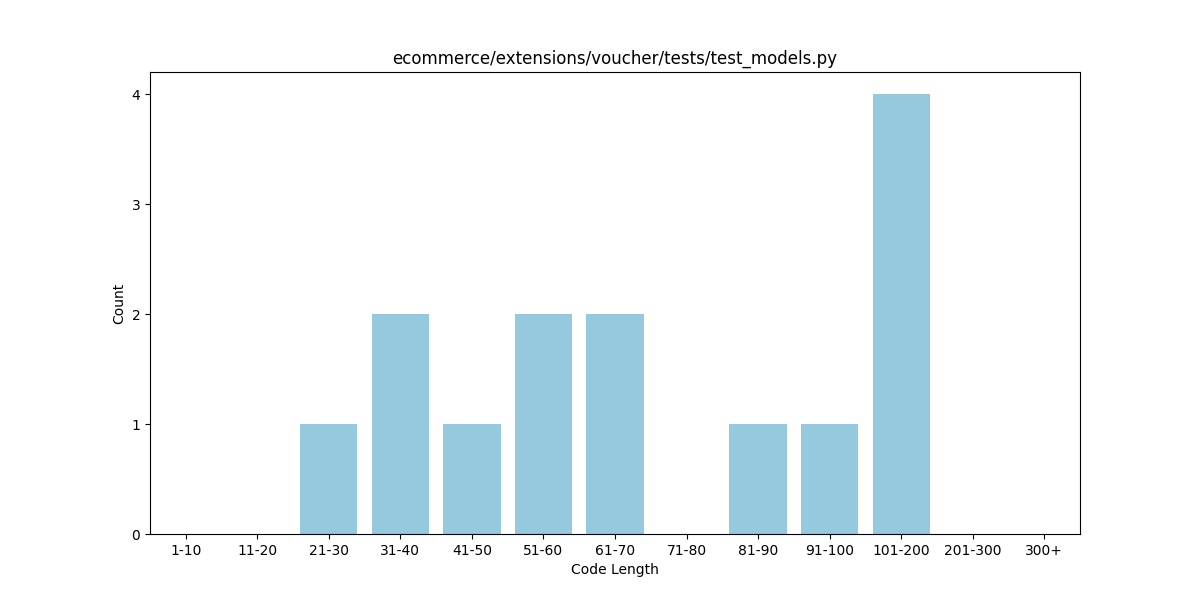 ecommerce/extensions/voucher/tests/test_models.py
4
3
2
1
0
Count
1-10 11-20 21-30 31-40 41-50 51-60 61-70 71-80 81-90 91-100 101-200 201-300 300+
Code Length